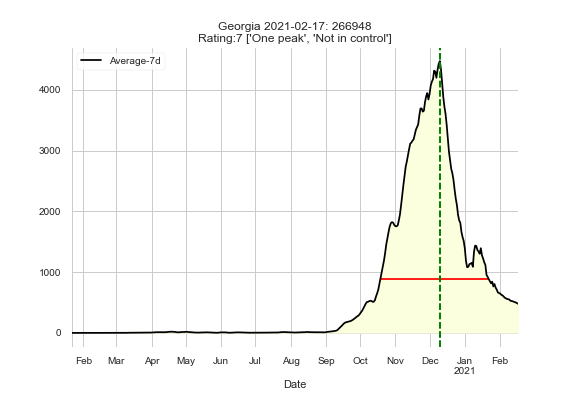 Georgia 2021-02-17: 266948
Rating:7 ['One peak', 'Not in control']
Average-7d
4000
3000
2000
1000
0
Feb Mar Apr May Jun Jul Aug Sep Oct Nov Dec Jan Feb
2021
Date